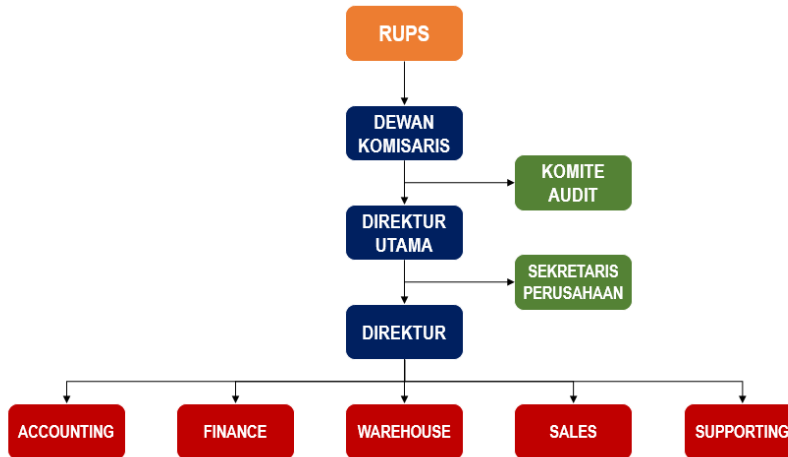 RUPS
DEWAN
KOMISARIS
KOMITE
AUDIT
DIREKTUR
UTAMA
SEKRETARIS
PERUSAHAAN
DIREKTUR
ACCOUNTING
FINANCE
WAREHOUSE
SALES
SUPPORTING